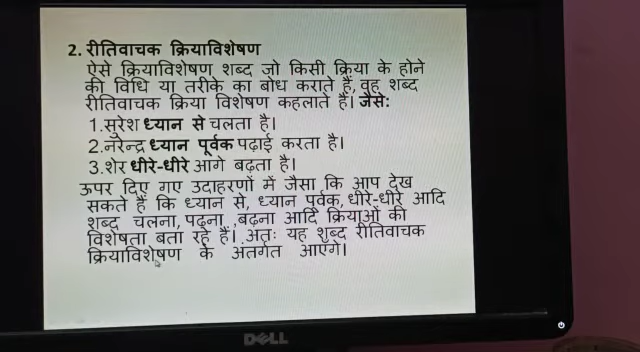 2. रीतिवाचक क्रियाविशेषण
ऐसे क्रियाविशेषण शब्द जो किसी क्रिया के होने
की विधि या तरीके का बोध कराते हैं, वह शब्द
रीतिवाचक क्रिया विशेषण कहलाते हैं। जैसे:
1.सुरेश ध्यान से चलता है।
2.नरेन्द्र ध्यान पूर्वक पढ़ाई करता है।
3.शेर धीरे-धीरे आगे बढ़ता है।
ऊपर दिए गए उदाहरणों में जैसा कि आप देख
सकते हैं कि ध्यान से, ध्यान पूर्वक, धीरे-धीरे आदि
शब्द चलना, पढ़ना ,बढ़ना आदि क्रियाओं की
विशेषता बता रहे हैं। अतः यह शब्द रीतिवाचक
क्रियाविशेषण के अंतर्गत आएंगे।
DELL